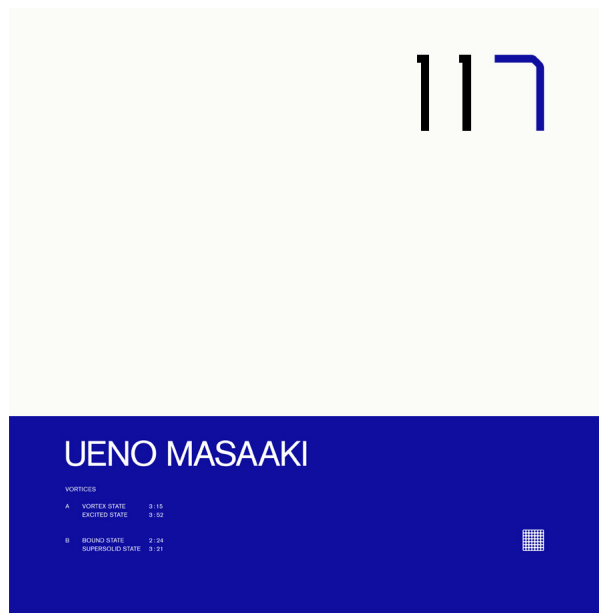 117
UENO MASAAKI
VORTICES
A VORTEX STATE 3:15
EXCITED STATE 3:52
B BOUND STATE 2:24
SUPERSOLID STATE 3:21